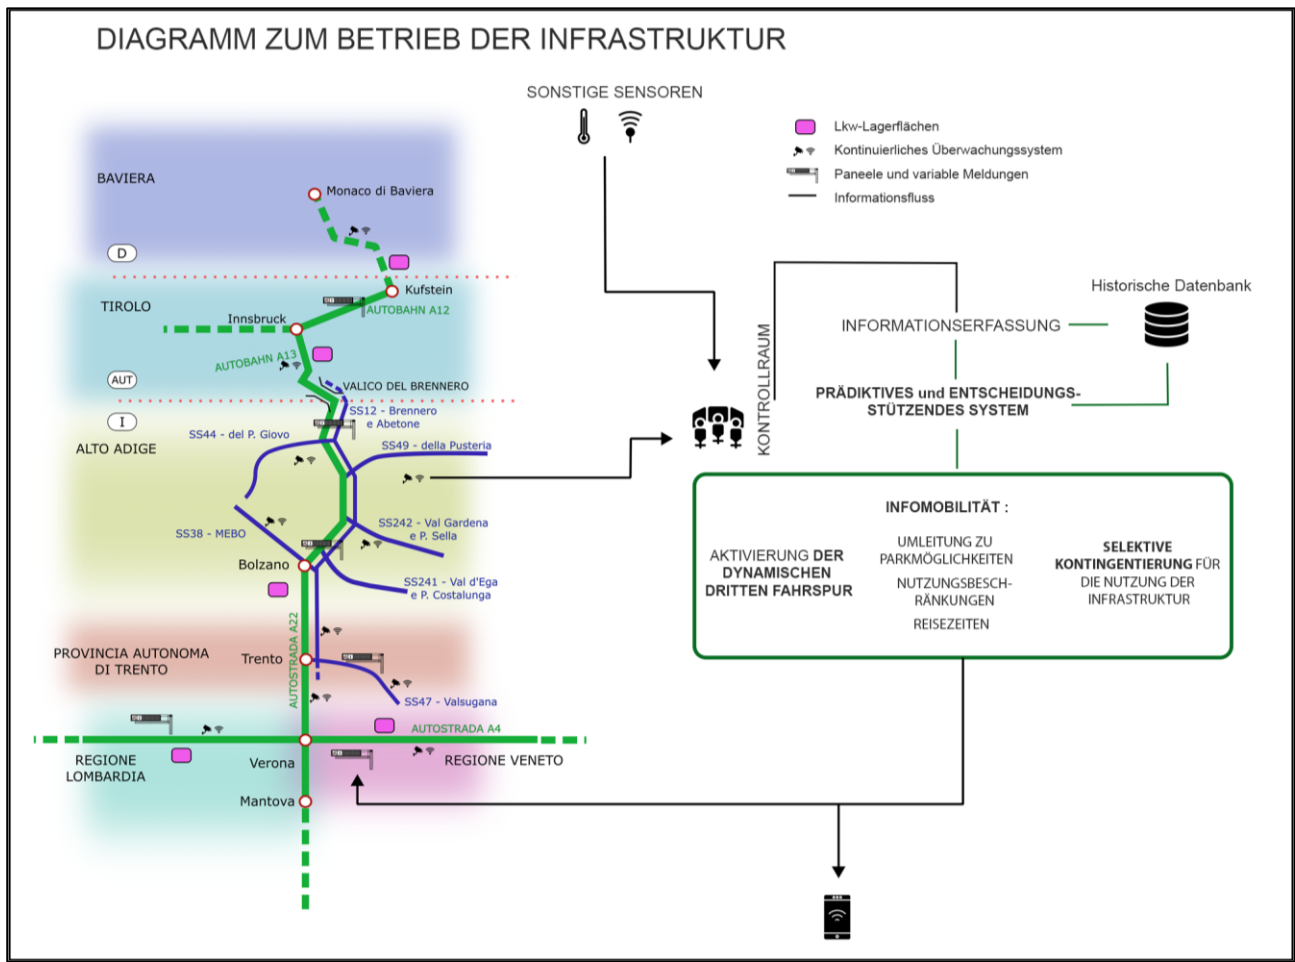 DIAGRAMM ZUM BETRIEB DER INFRASTRUKTUR
SONSTIGE SENSOREN
Lkw-Lagerflächen
Kontinuierliches Überwachungssystem
Paneele und variable Meldungen
Informationsfluss
BAVIERA
Monaco di Baviera
D
Kufstein
TIROLO
AUTOBAHN A12
Innsbruck
AUTOBAHN A13
AUT
VALICO DEL BRENNERO
I
SS12 - Brennero
e Abetone
SS44 - del P. Giovo
ALTO ADIGE
SS49 - della Pusteria
SS38 - MEBO
SS242 - Val Gardena
e P. Sella
Bolzano
SS241 - Val d'Ega
e P. Costalunga
AUTOSTRADA A22
PROVINCIA AUTONOMA
DI TRENTO
Trento
SS47 - Valsugana
AUTOSTRADA A4
REGIONE
LOMBARDIA
Verona
REGIONE VENETO
Mantova
KONTROLLRAUM
Historische Datenbank
INFORMATIONSERFASSUNG
PRÄDIKTIVES und ENTSCHEIDUNGS-
STÜTZENDES SYSTEM
AKTIVIERUNG DER
DYNAMISCHEN
DRITTEN FAHRSPUR
INFOMOBILITÄT :
UMLEITUNG ZU
PARKMÖGLICHKEITEN
NUTZUNGSBESCH-
RÄNKUNGEN
REISEZEITEN
SELEKTIVE
KONTINGENTIERUNG FÜR
DIE NUTZUNG DER
INFRASTRUKTUR